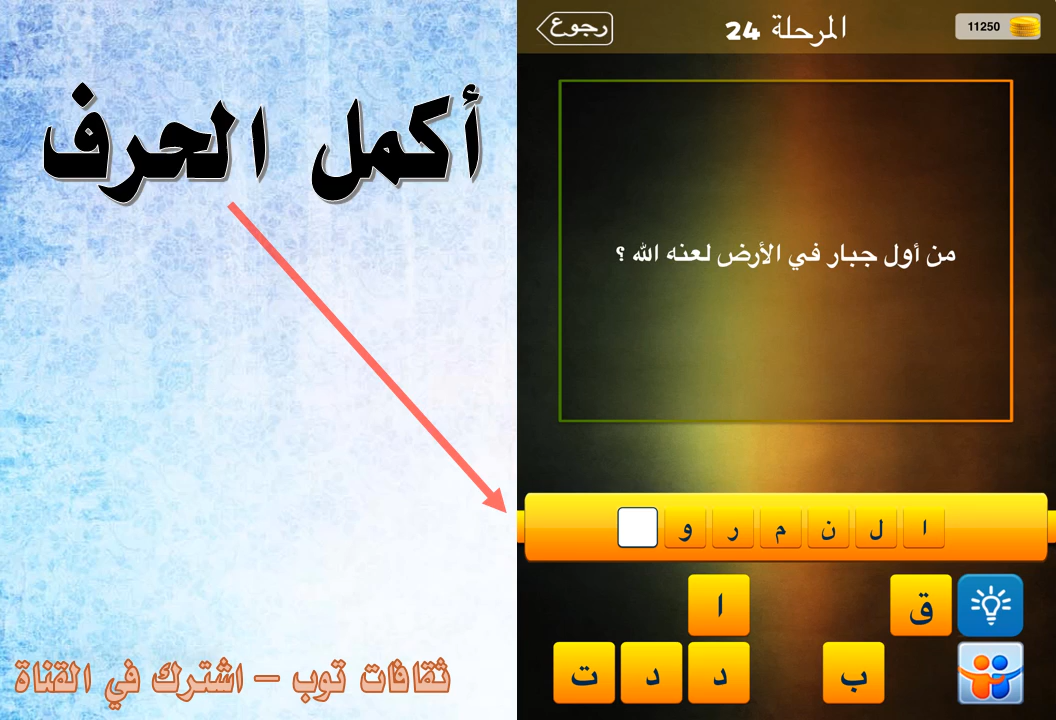 أكمل الحرف
ثقافات توب – اشترك في القناة
رجوع
المرحلة 24
11250
من أول جبار في الأرض لعنه الله ؟
ا ل ن م ر و
ق ا
ب د د ت